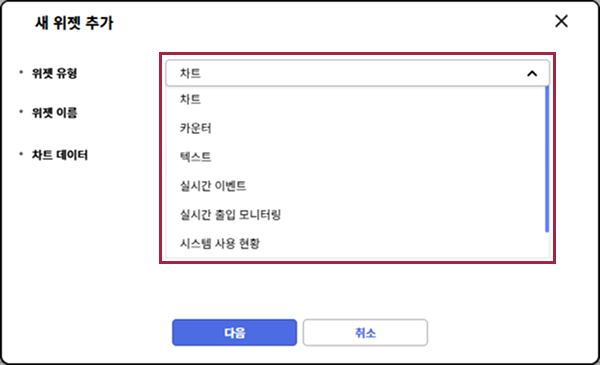 새 위젯 추가
위젯 유형
차트
차트
위젯 이름
카운터
차트 데이터
텍스트
실시간 이벤트
실시간 출입 모니터링
시스템 사용 현황
다음
취소